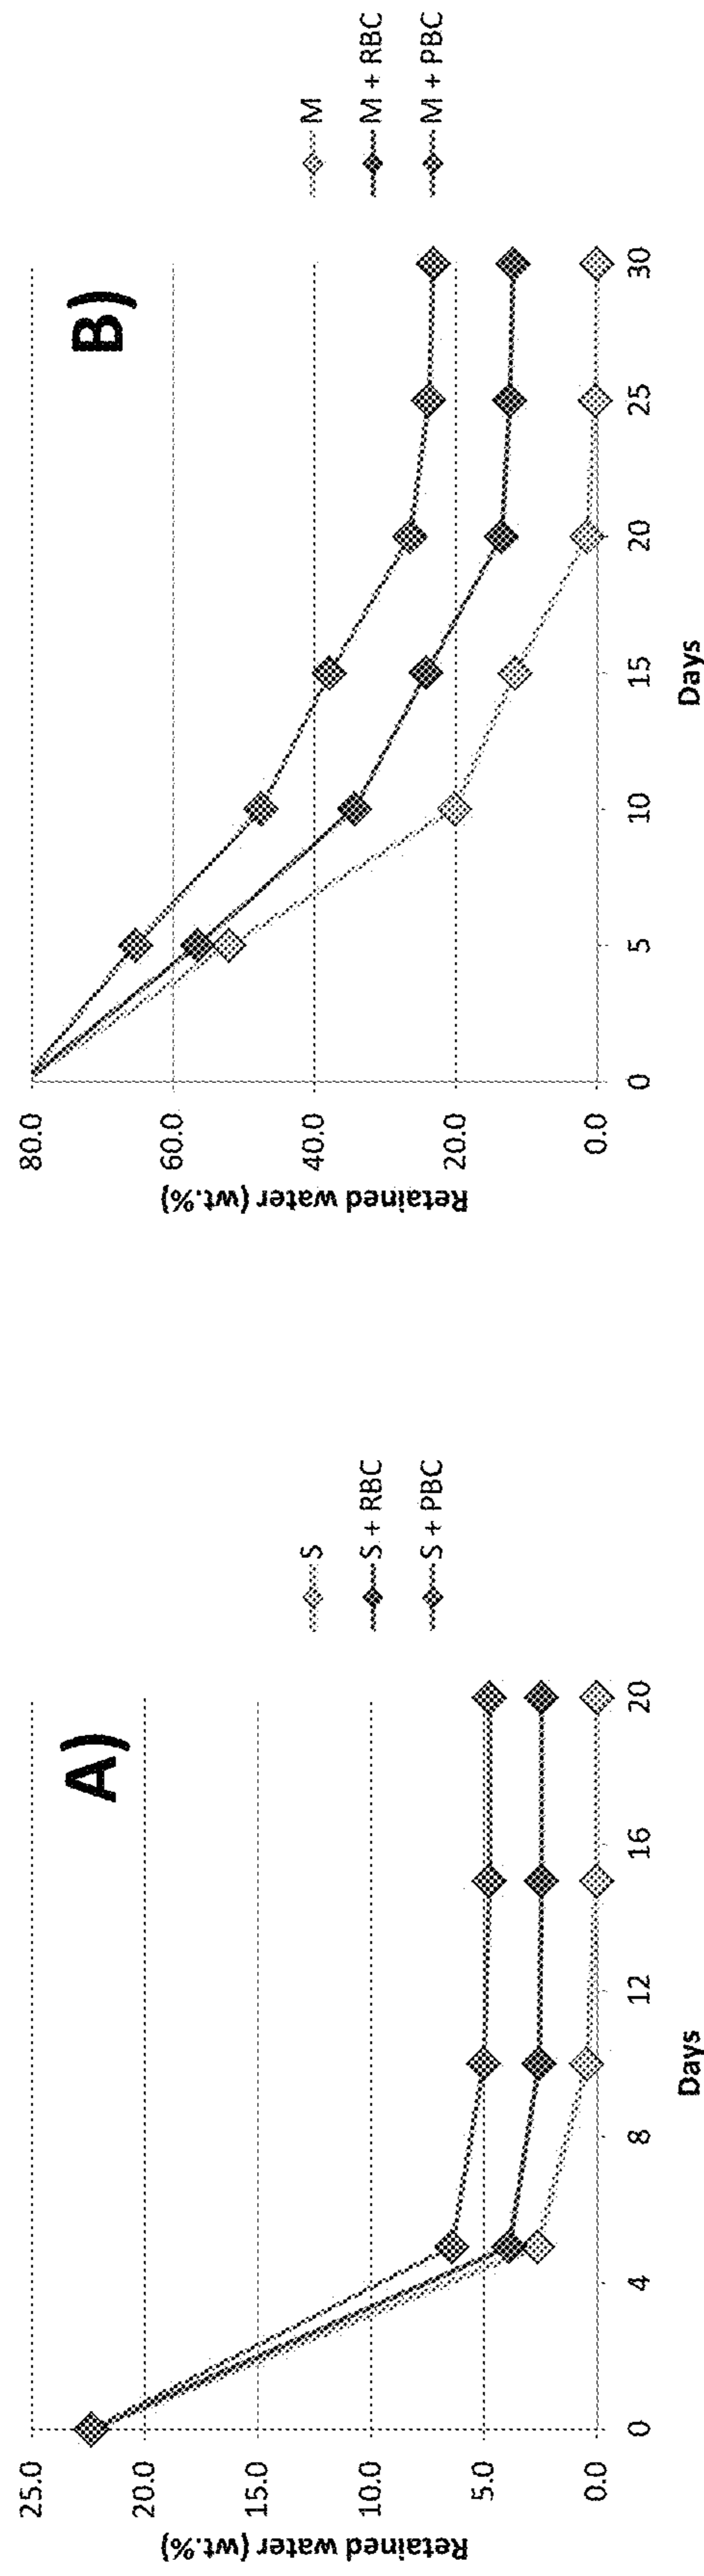 A)
Retained water (wt.%)
25.0
20.0
15.0
10.0
5.0
0.0
0 4 8 12 16 20
Days
S
S + RBC
S + PBC
B)
Retained water (wt.%)
80.0
60.0
40.0
20.0
0.0
0 5 10 15 20 25 30
Days
M
M + RBC
M + PBC